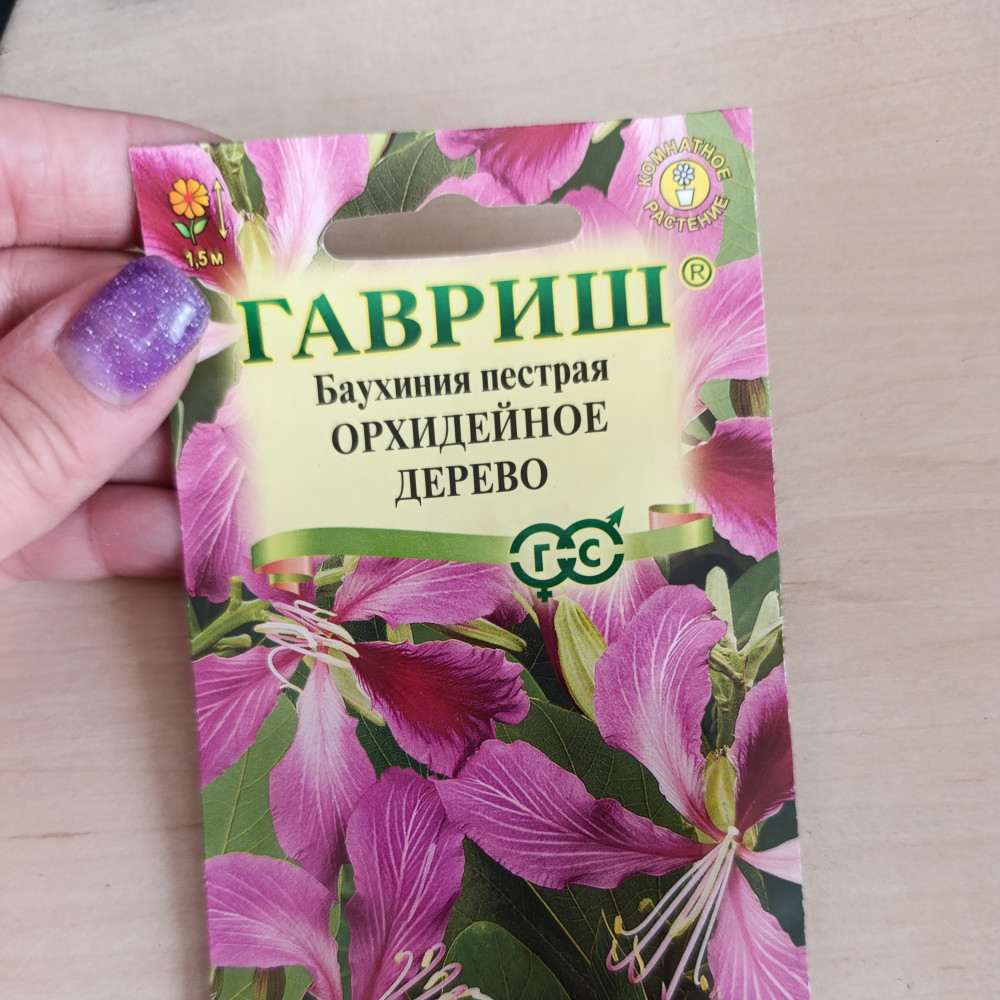 КОМНАТНОЕ
РАСТЕНИЕ
1,5 м
ГАВРИШ®
Баухиния пестрая
ОРХИДЕЙНОЕ
ДЕРЕВО
Г С